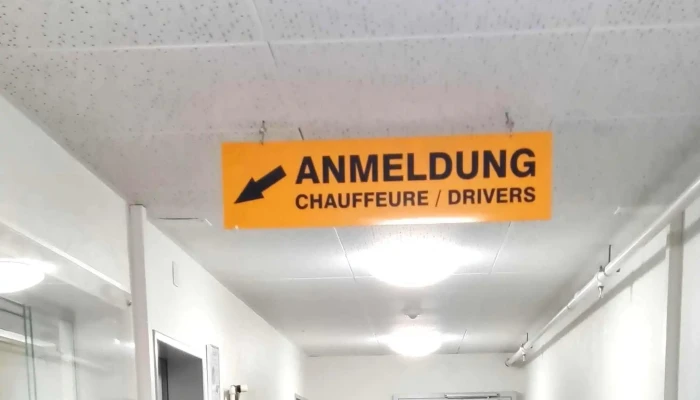 ANMELDUNG
CHAUFFEURE / DRIVERS